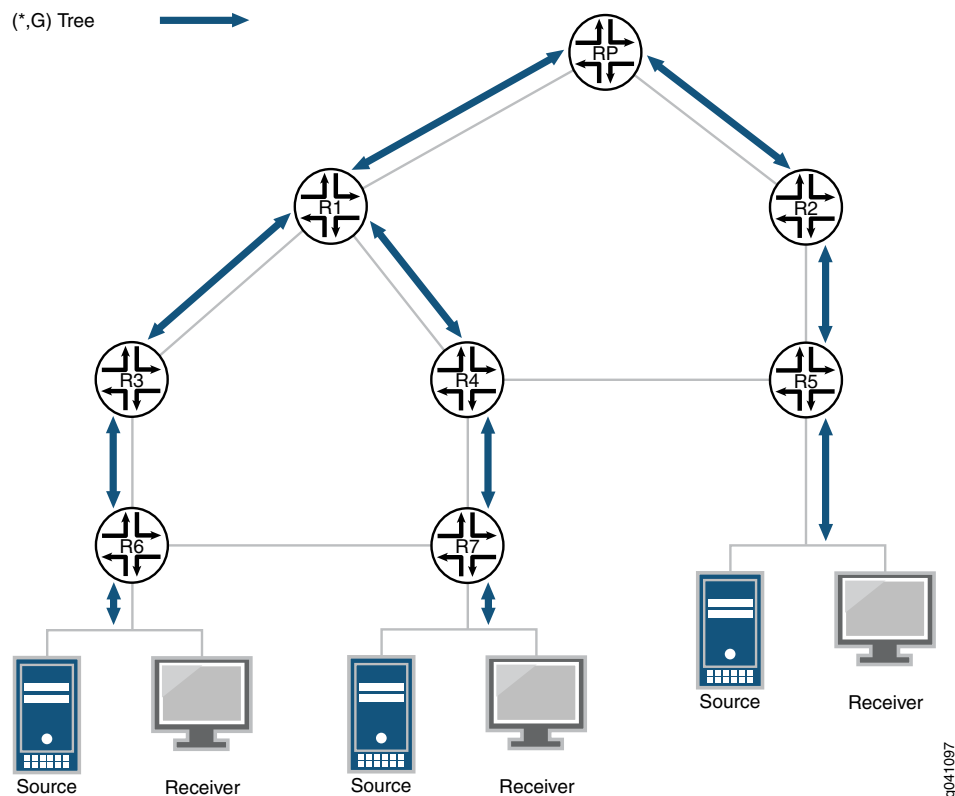 (*,G) Tree
RP
R1
R2
R3
R4
R5
R6
R7
Source
Receiver
Source
Receiver
Source
Receiver
g041097